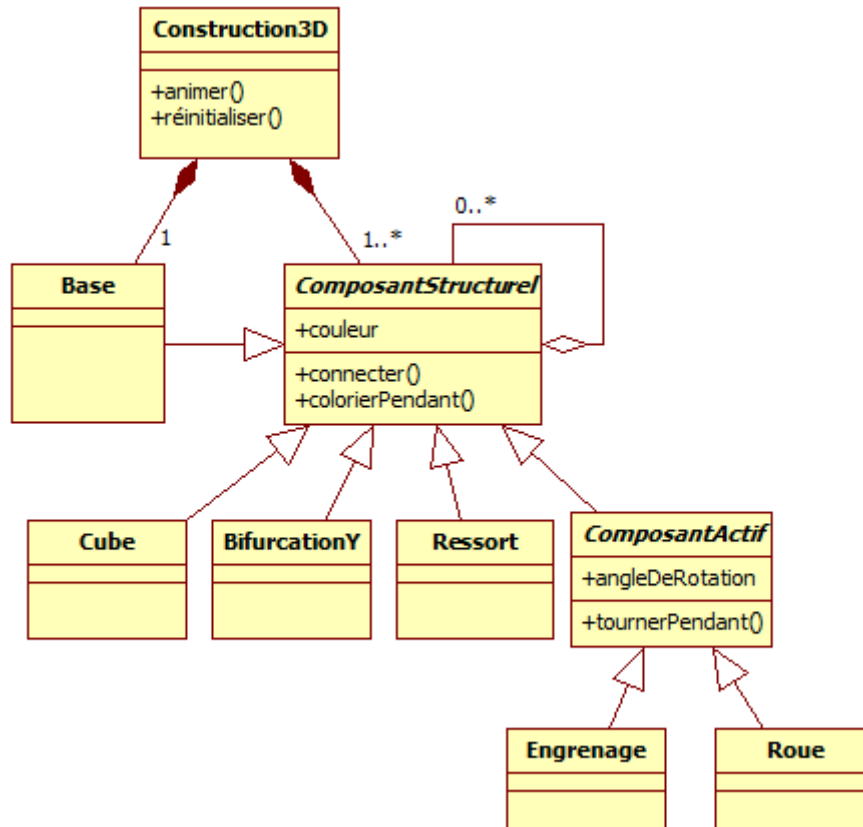 Construction3D
+animer()
+réinitialiser()
1
1..*
0..*
Base
ComposantStructurel
+couleur
+connecter()
+colorierPendant()
Cube
BifurcationY
Ressort
ComposantActif
+angleDeRotation
+tournerPendant()
Engrenage
Roue